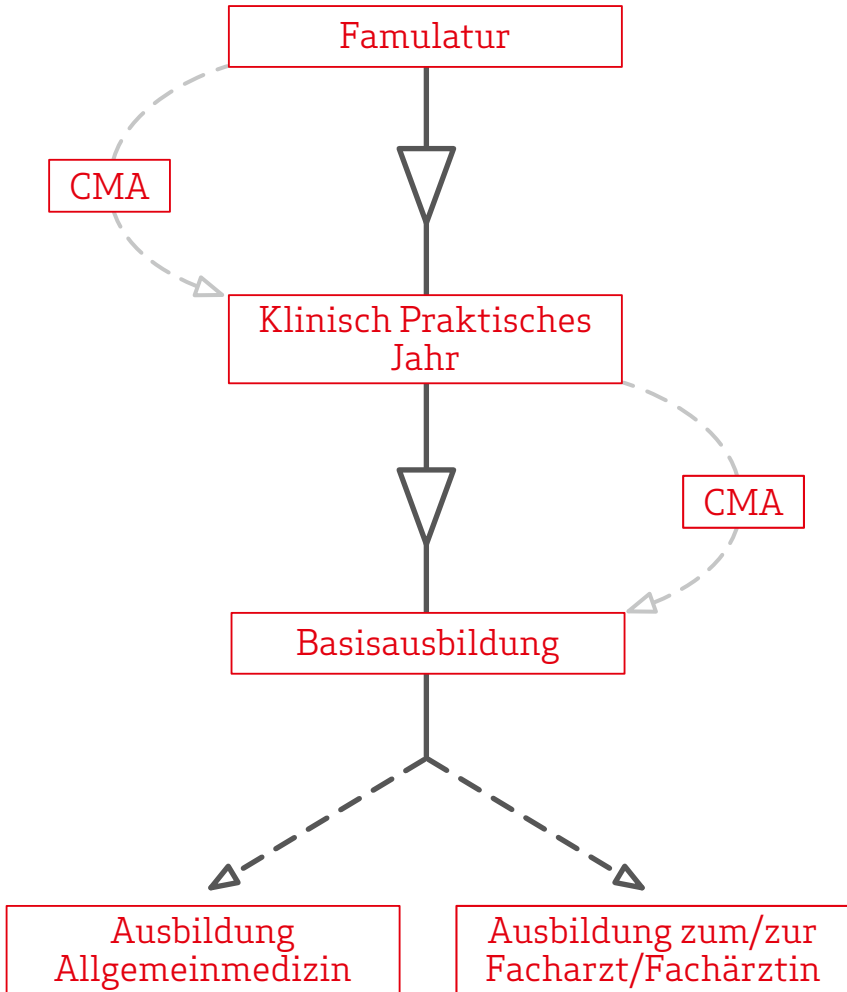 Famulatur
CMA
Klinisch Praktisches
Jahr
CMA
Basisausbildung
Ausbildung
Allgemeinmedizin
Ausbildung zum/zur
Facharzt/Fachärztin